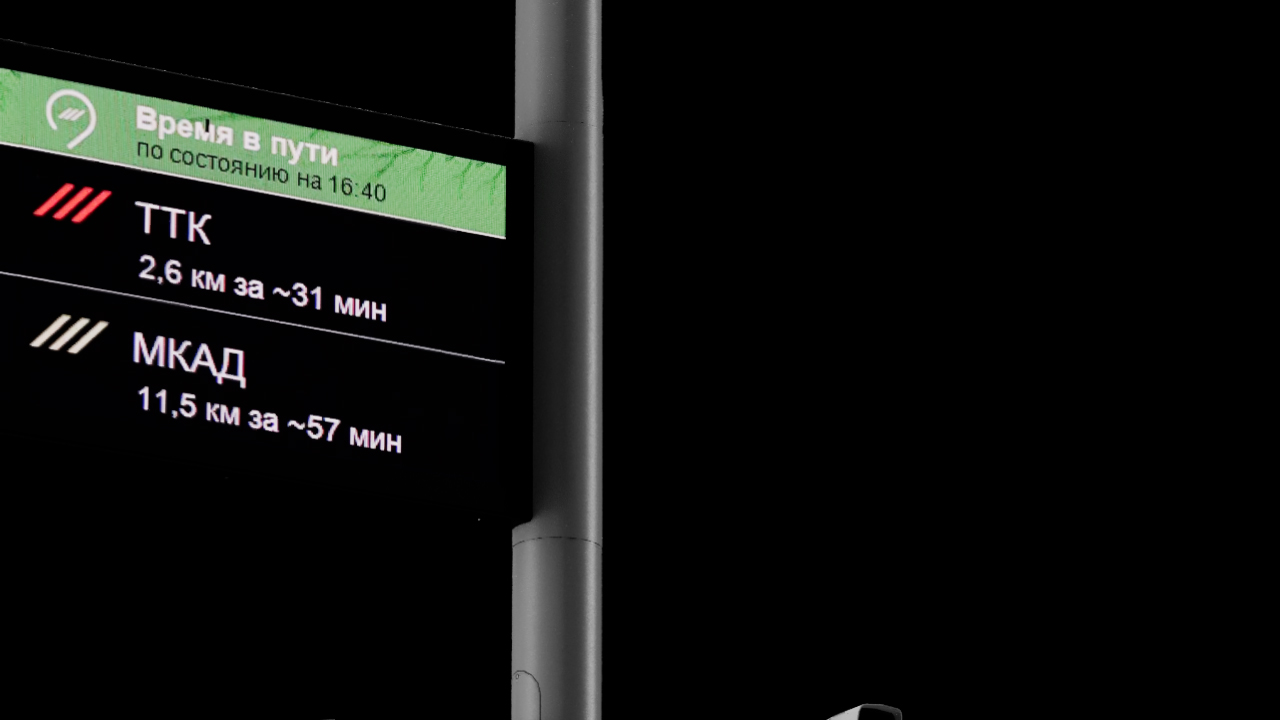 Время в пути
по состоянию на 16:40
ТТК
2,6 км за ~31 мин
МКАД
11,5 км за ~57 мин